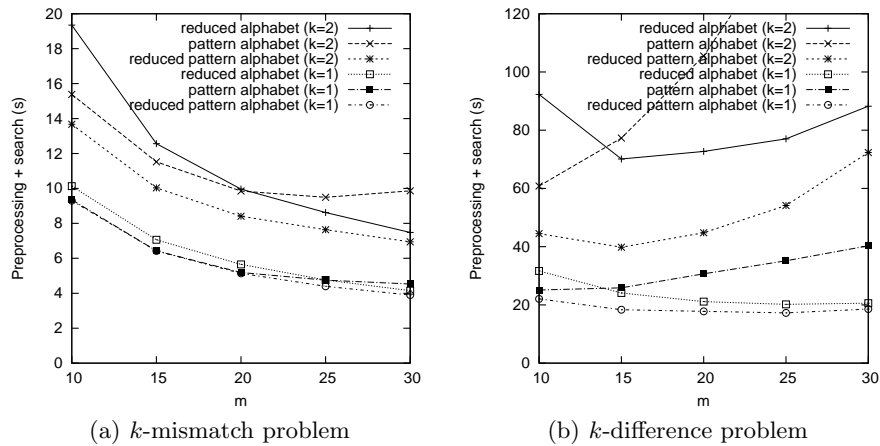 20
18
16
14
12
10
8
6
4
2
0
Preprocessing + search (s)
reduced alphabet (k=2)
pattern alphabet (k=2)
reduced pattern alphabet (k=2)
reduced alphabet (k=1)
pattern alphabet (k=1)
reduced pattern alphabet (k=1)
10 15 20 25 30
m
(a) k-mismatch problem
120
100
80
60
40
20
0
Preprocessing + search (s)
reduced alphabet (k=2)
pattern alphabet (k=2)
reduced pattern alphabet (k=2)
reduced alphabet (k=1)
pattern alphabet (k=1)
reduced pattern alphabet (k=1)
10 15 20 25 30
m
(b) k-difference problem